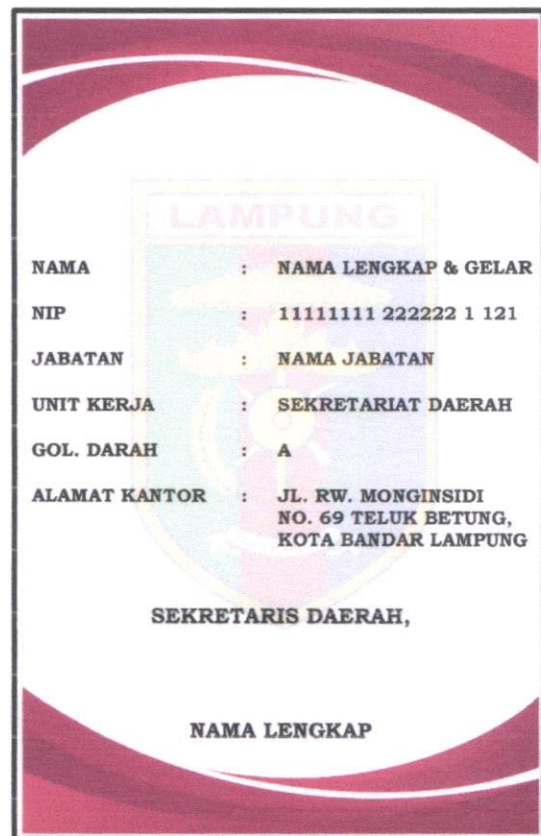 LAMPUNG
NAMA : NAMA LENGKAP & GELAR
NIP : 11111111 222222 1 121
JABATAN : NAMA JABATAN
UNIT KERJA : SEKRETARIAT DAERAH
GOL. DARAH : A
ALAMAT KANTOR : JL. RW. MONGINSIDI
NO. 69 TELUK BETUNG,
KOTA BANDAR LAMPUNG
SEKRETARIS DAERAH,
NAMA LENGKAP